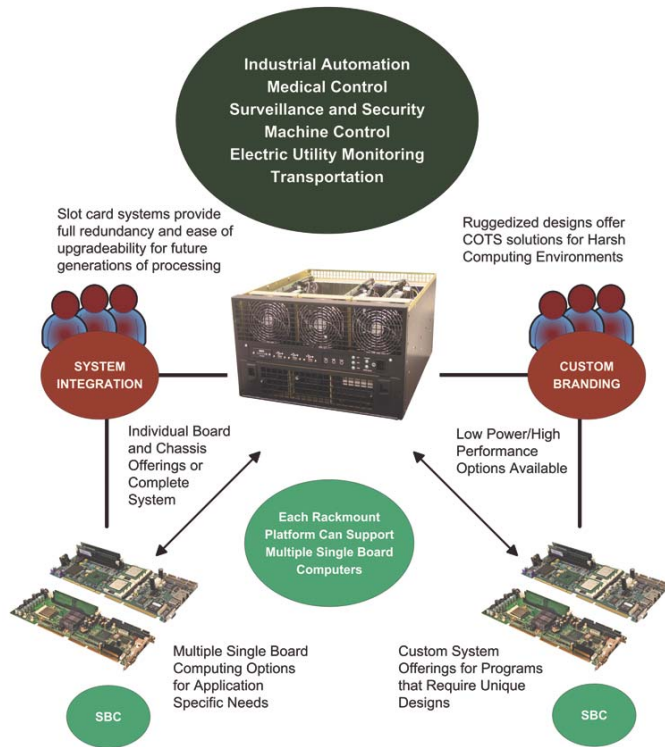 Industrial Automation
Medical Control
Surveillance and Security
Machine Control
Electric Utility Monitoring
Transportation
Slot card systems provide
full redundancy and ease of
upgradeability for future
generations of processing
Ruggedized designs offer
COTS solutions for Harsh
Computing Environments
SYSTEM
INTEGRATION
CUSTOM
BRANDING
Individual Board
and Chassis
Offerings or
Complete
System
Low Power/High
Performance
Options Available
Each Rackmount
Platform Can Support
Multiple Single Board
Computers
Multiple Single Board
Computing Options
for Application
Specific Needs
Custom System
Offerings for Programs
that Require Unique
Designs
SBC
SBC